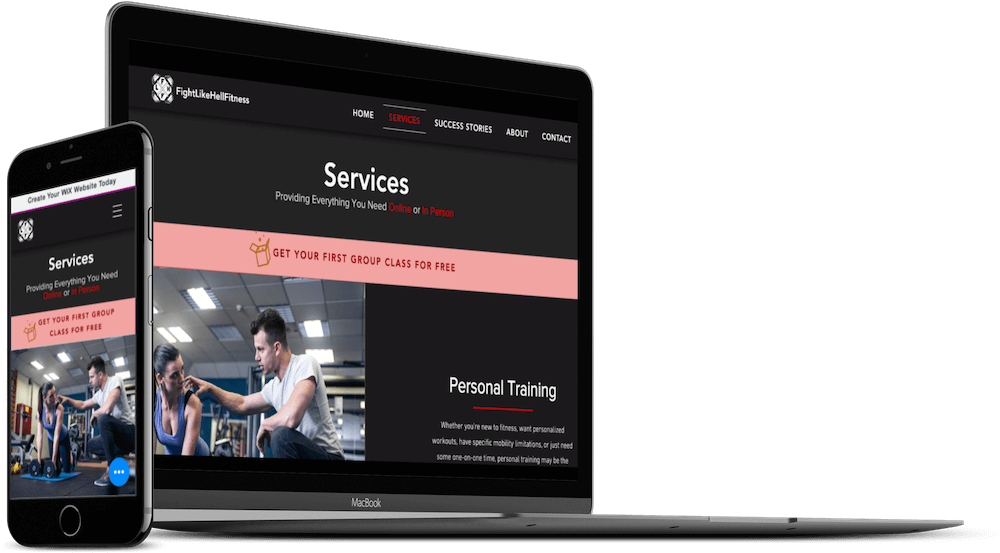 FightLikeHellFitness
HOME SERVICES SUCCESS STORIES ABOUT CONTACT
Services
Providing Everything You Need Online or In Person
GET YOUR FIRST GROUP CLASS FOR FREE
Personal Training
Whether you're new to fitness, want personalized
workouts, have specific mobility limitations, or just need
some one-on-one time, personal training may be the
MacBook
Create Your WiX Website Today
Services
Providing Everything You Need
Online or In Person
GET YOUR FIRST GROUP
CLASS FOR FREE